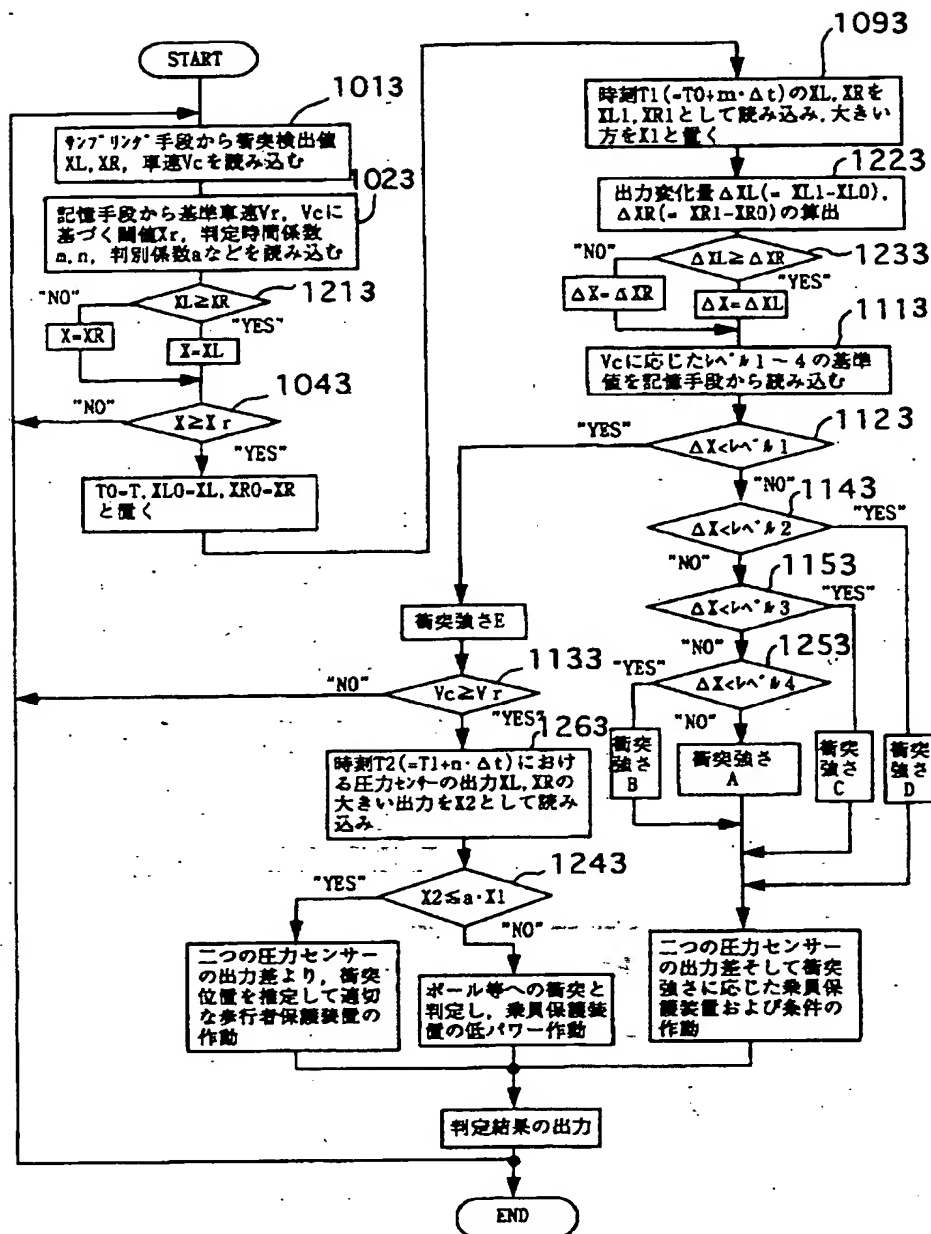 START
1013
サンプリング手段から衝突検出値
XL, XR, 車速Vcを読み込む
1023
記憶手段から基準車速Vr, Vcに
基づく閾値Xr, 判定時間係数
m,n, 判別係数aなどを読み込む
1213
XL≧XR
"NO"
"YES"
X=XR
X=XL
1043
X≧Xr
"NO"
"YES"
T0=T, XL0=XL, XR0=XR
と置く
1093
時刻T1(=T0+m・Δt)のXL, XRを
XL1, XR1として読み込み, 大きい
方をX1と置く
1223
出力変化量ΔXL(= XL1-XL0),
ΔXR(= XR1-XR0)の算出
1233
ΔXL≧ΔXR
"NO"
"YES"
ΔX=ΔXR
ΔX=ΔXL
1113
Vcに応じたレベル1~4の基準
値を記憶手段から読み込む
1123
ΔX<レベル1
"YES"
"NO"
1143
ΔX<レベル2
"YES"
"NO"
1153
ΔX<レベル3
"YES"
"NO"
1253
ΔX<レベル4
"YES"
"NO"
衝突
強さ
B
衝突強さ
A
衝突
強さ
C
衝突
強さ
D
衝突強さE
1133
Vc≧Vr
"NO"
"YES"
1263
時刻T2(=T1+n・Δt)におけ
る圧力センサーの出力XL, XRの
大きい出力をX2として読み
込み
1243
X2≦a・X1
"YES"
"NO"
二つの圧力センサー
の出力差より, 衝突
位置を推定して適切
な歩行者保護装置の
作動
ポール等への衝突と
判定し, 乗員保護装
置の低パワー作動
二つの圧力センサー
の出力差そして衝突
強さに応じた乗員保
護装置および条件の
作動
判定結果の出力
END